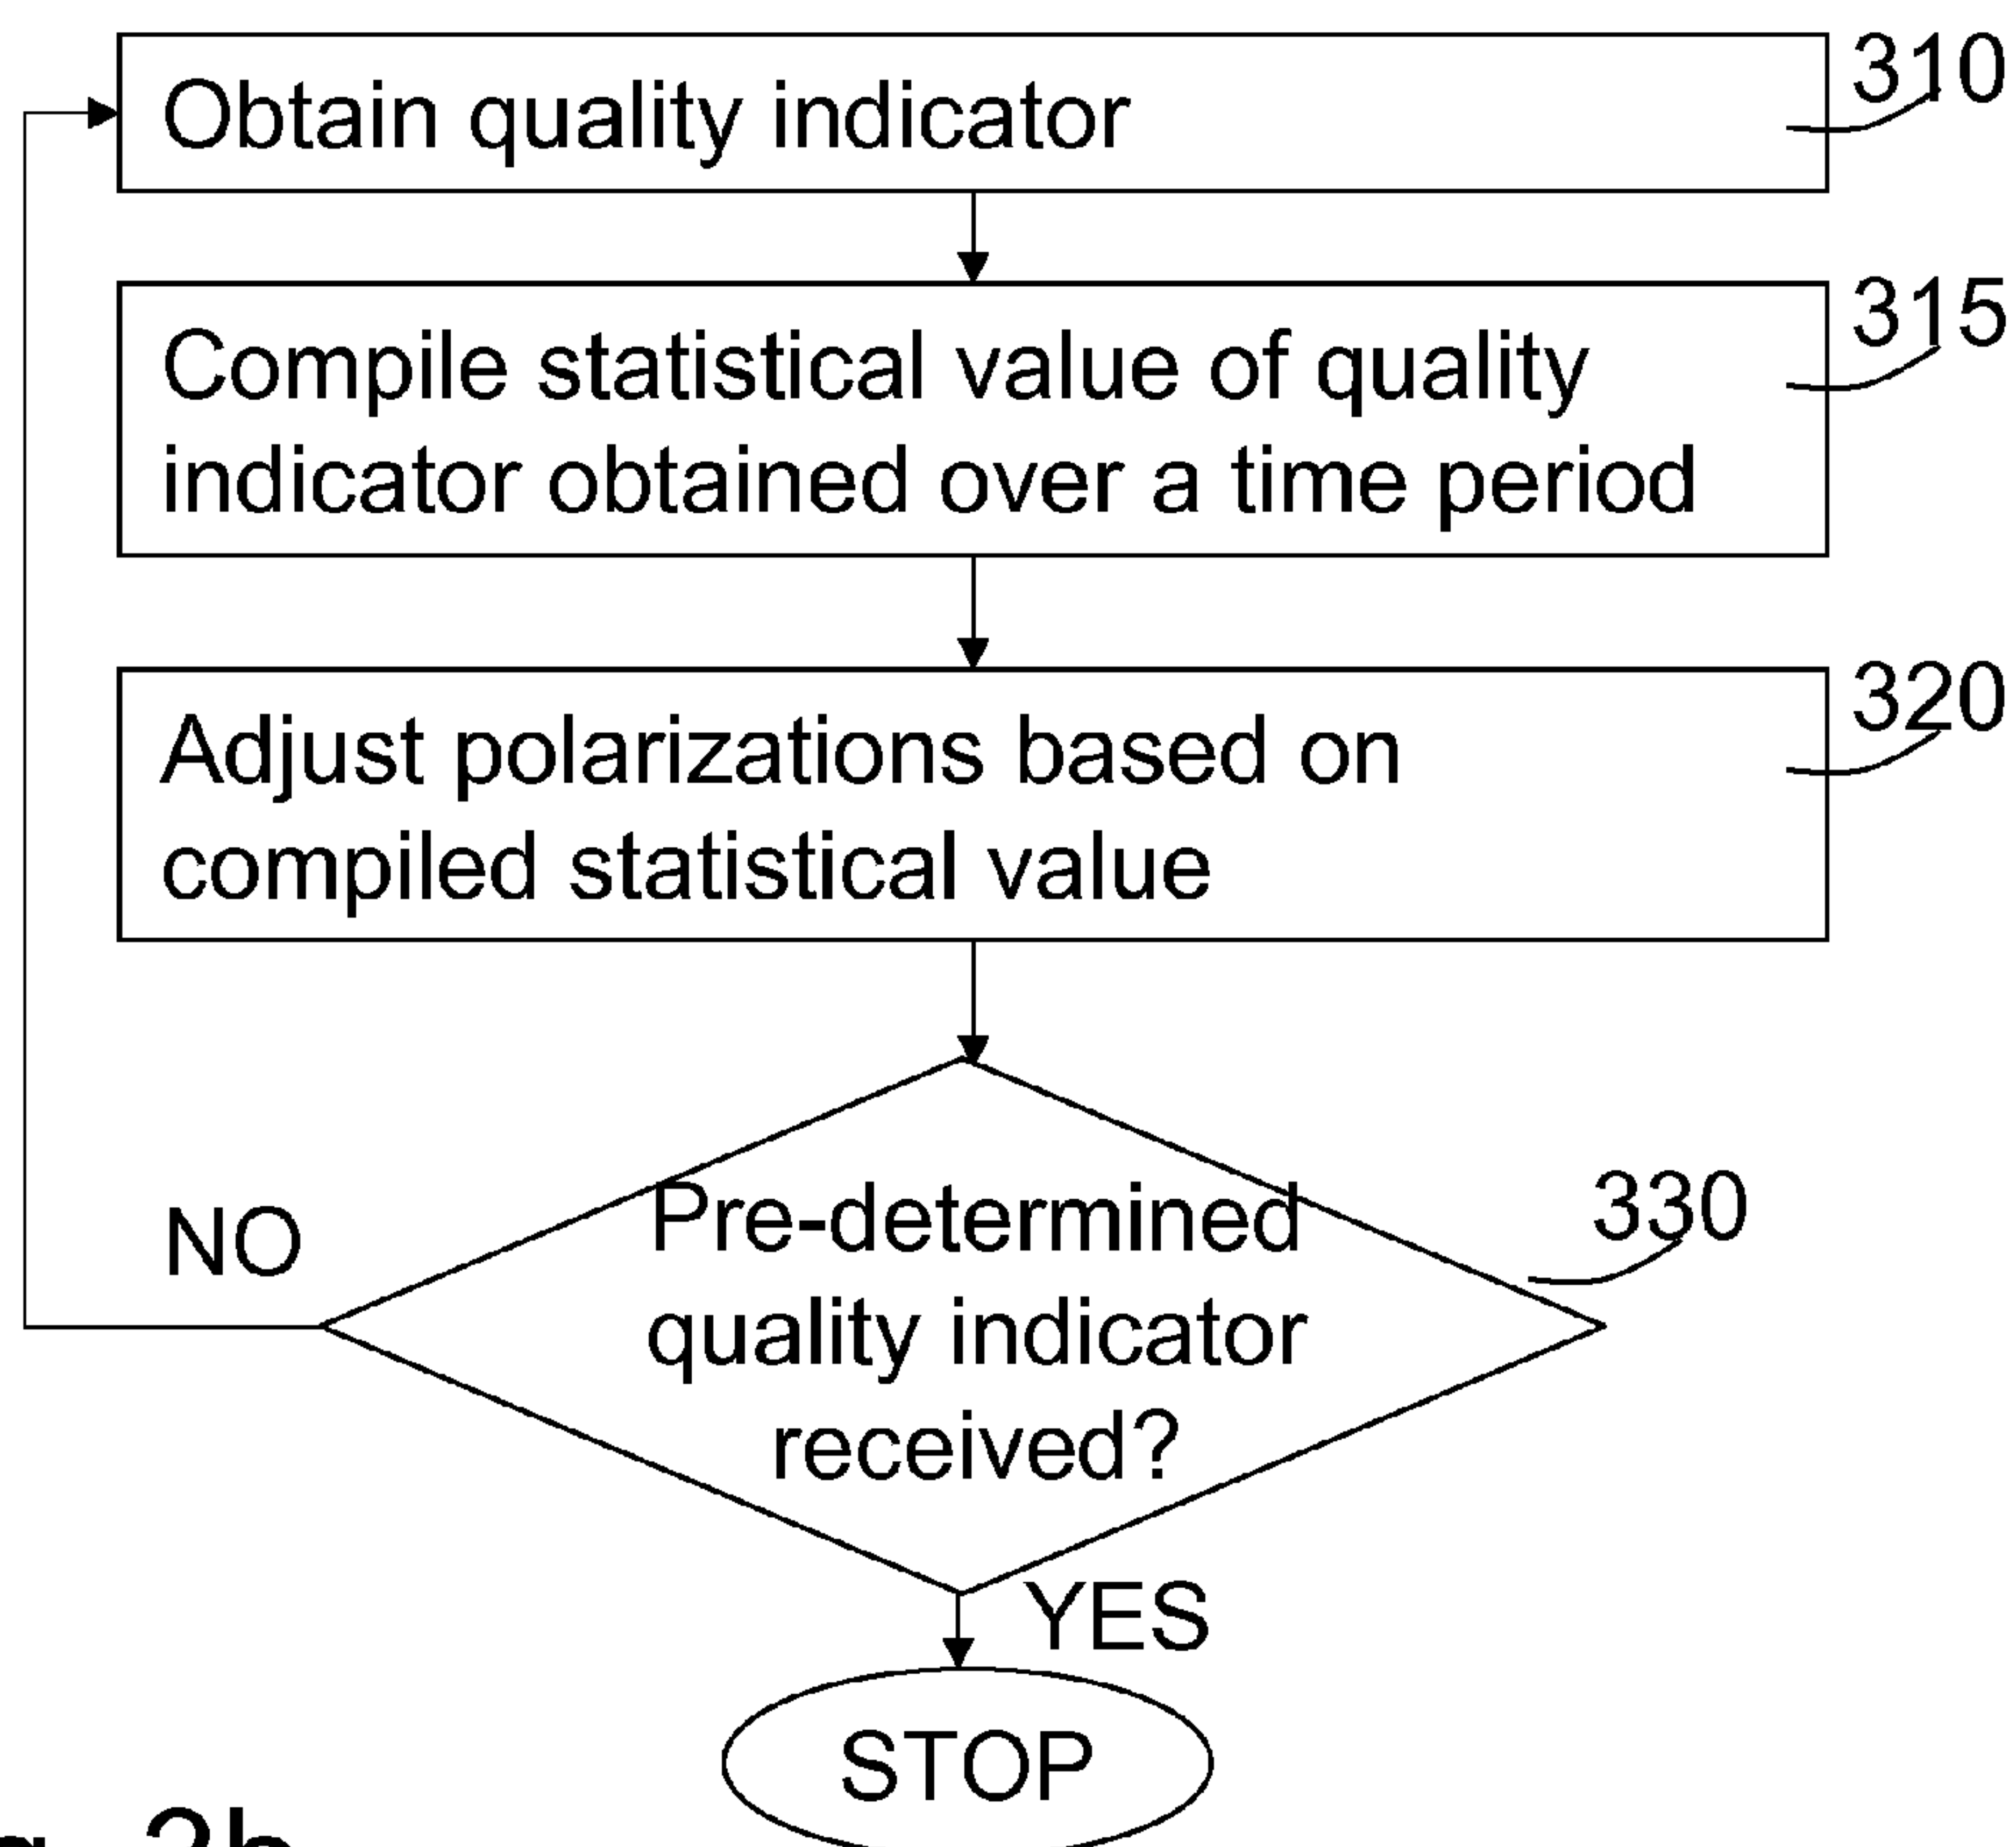 Obtain quality indicator
310
Compile statistical value of quality
indicator obtained over a time period
315
Adjust polarizations based on
compiled statistical value
320
Pre-determined
quality indicator
received?
330
NO
YES
STOP